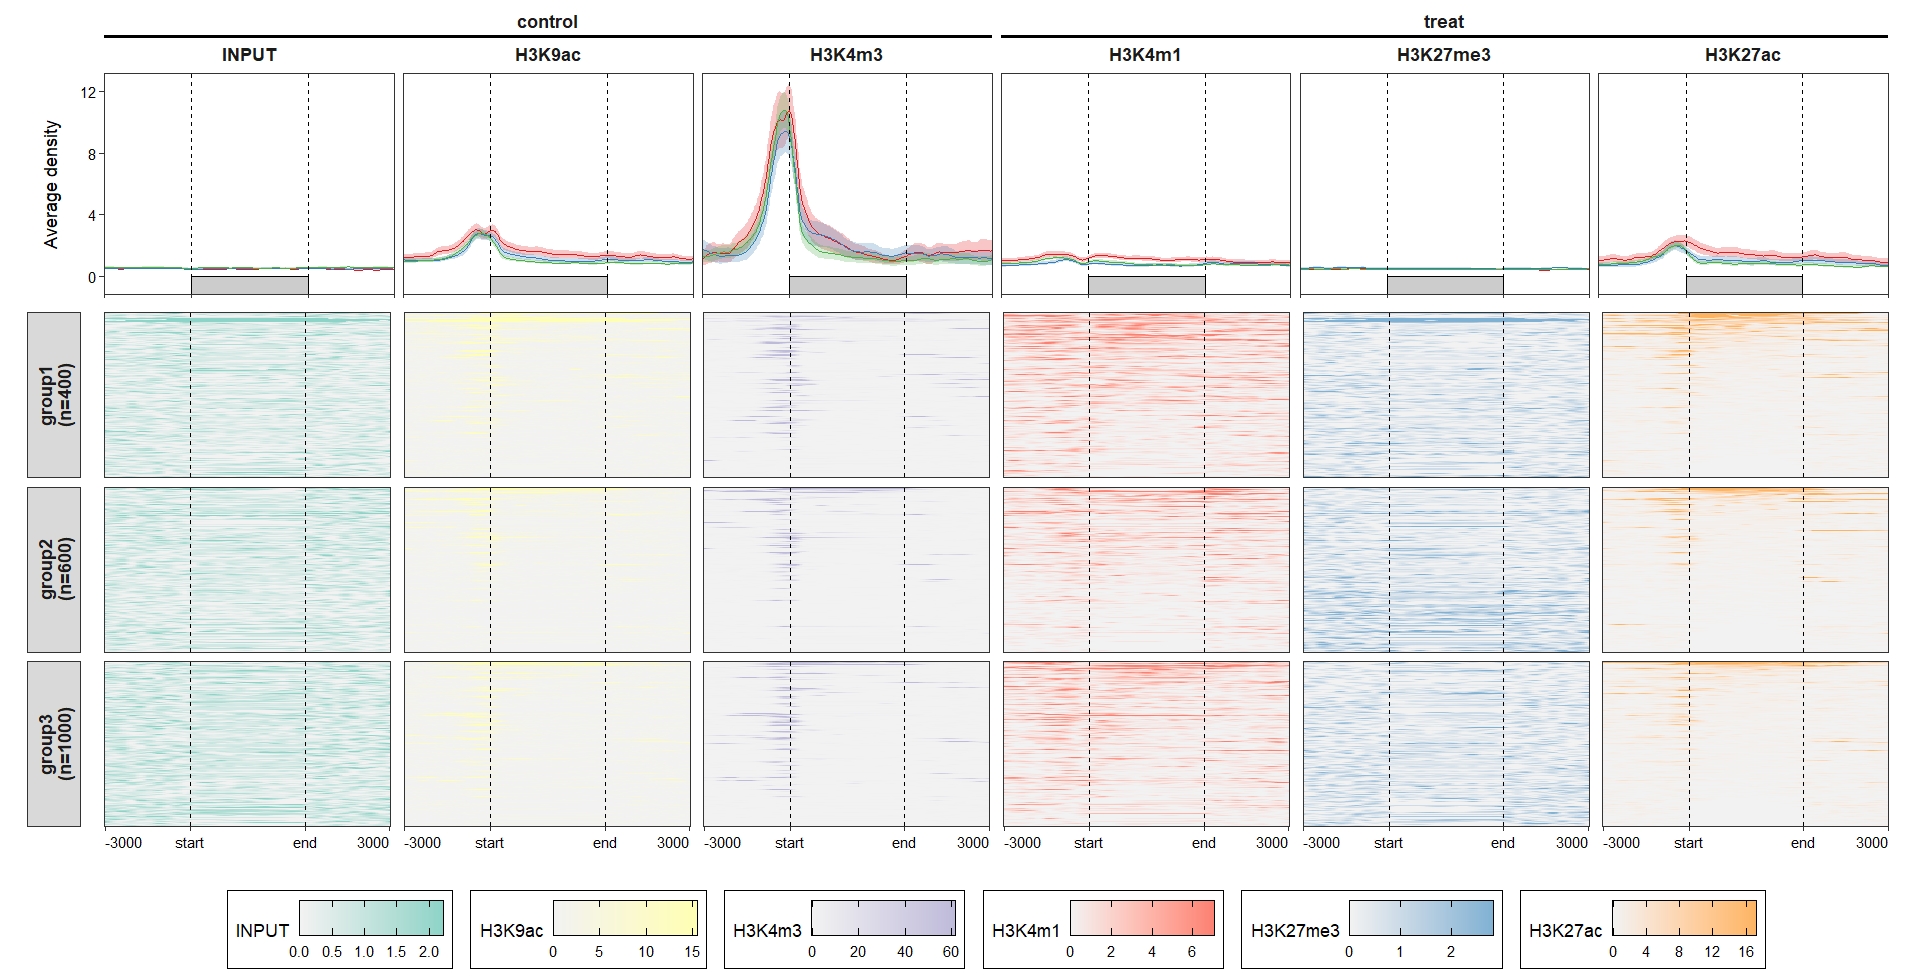 control treat
INPUT H3K9ac H3K4m3 H3K4m1 H3K27me3 H3K27ac
Average density
12
8
4
0
group1
(n=400)
group2
(n=600)
group3
(n=1000)
-3000 start end 3000 -3000 start end 3000 -3000 start end 3000 -3000 start end 3000 -3000 start end 3000 -3000 start end 3000
INPUT
0.0 0.5 1.0 1.5 2.0
H3K9ac
0 5 10 15
H3K4m3
0 20 40 60
H3K4m1
0 2 4 6
H3K27me3
0 1 2
H3K27ac
0 4 8 12 16